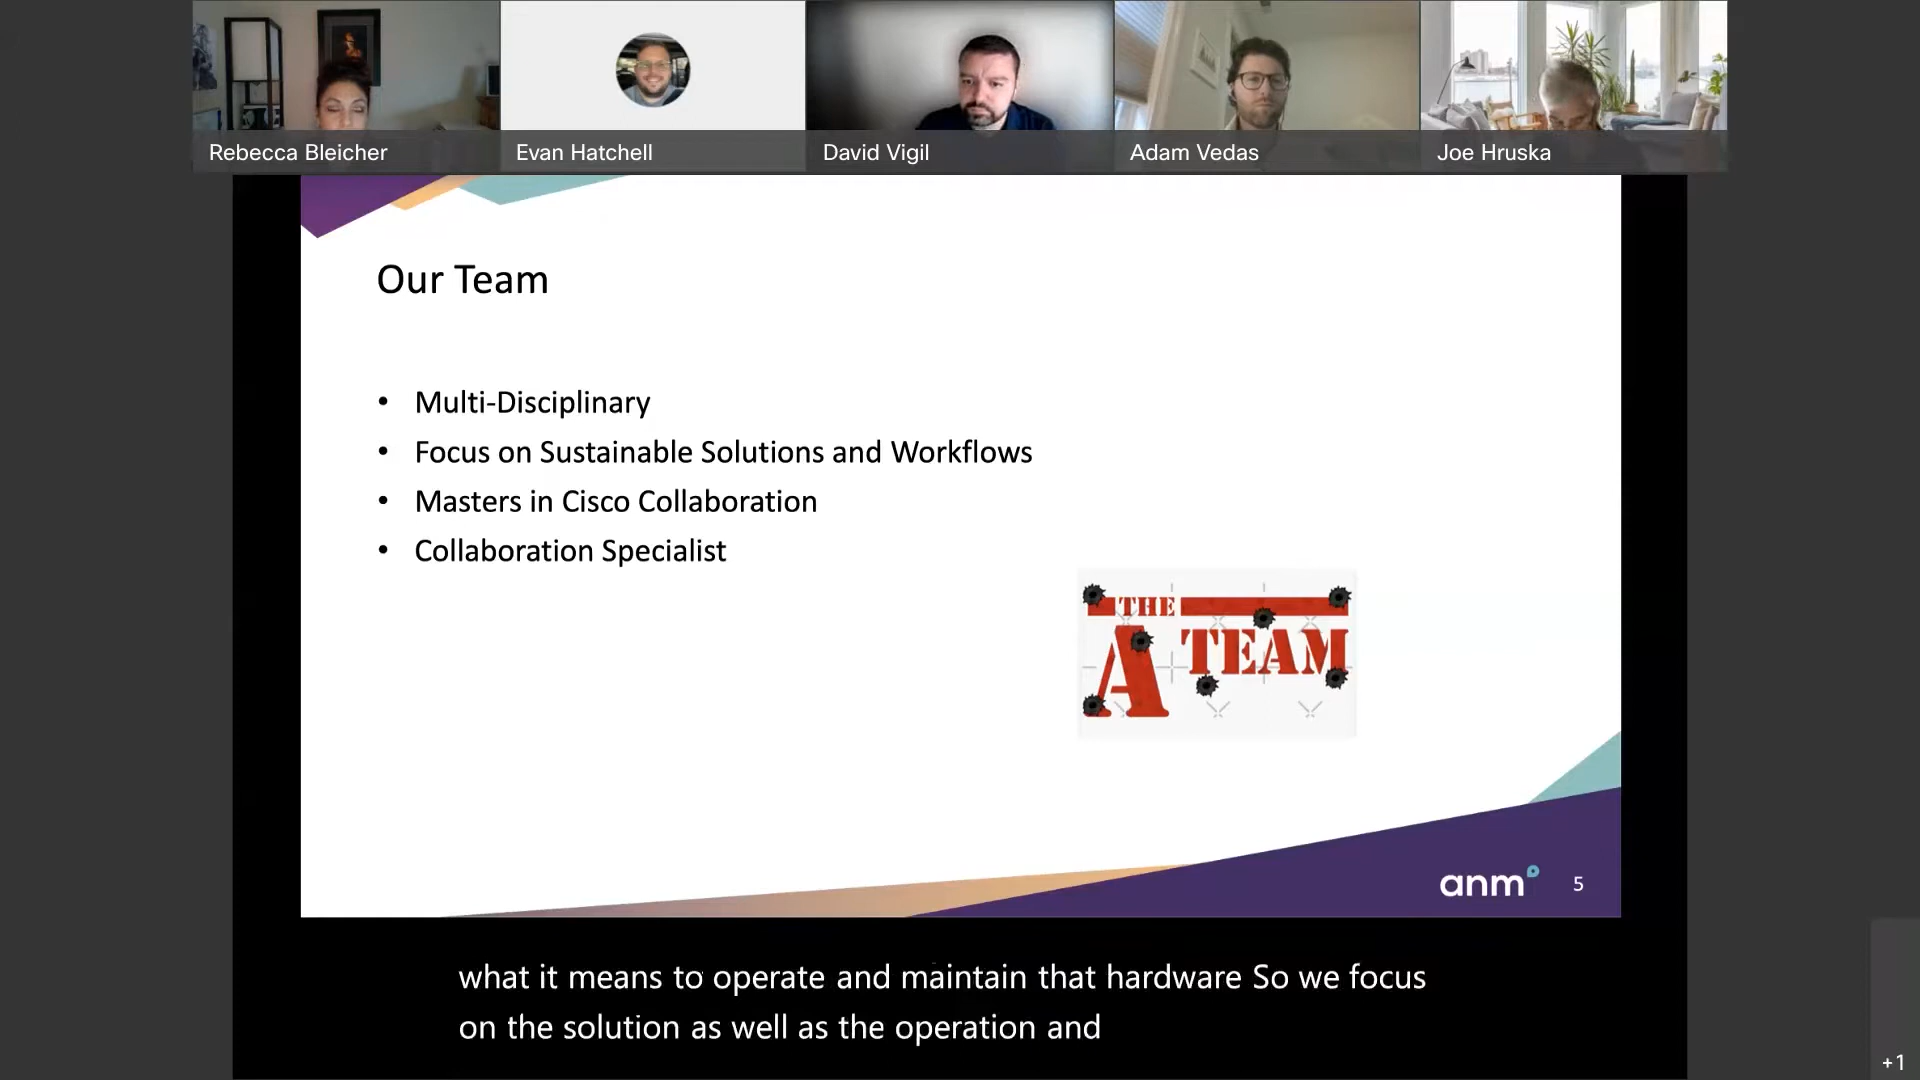 Rebecca Bleicher
Evan Hatchell
David Vigil
Adam Vedas
Joe Hruska
Our Team
• Multi-Disciplinary
• Focus on Sustainable Solutions and Workflows
• Masters in Cisco Collaboration
• Collaboration Specialist
THE
A TEAM
anm
5
what it means to operate and maintain that hardware So we focus
on the solution as well as the operation and
+1